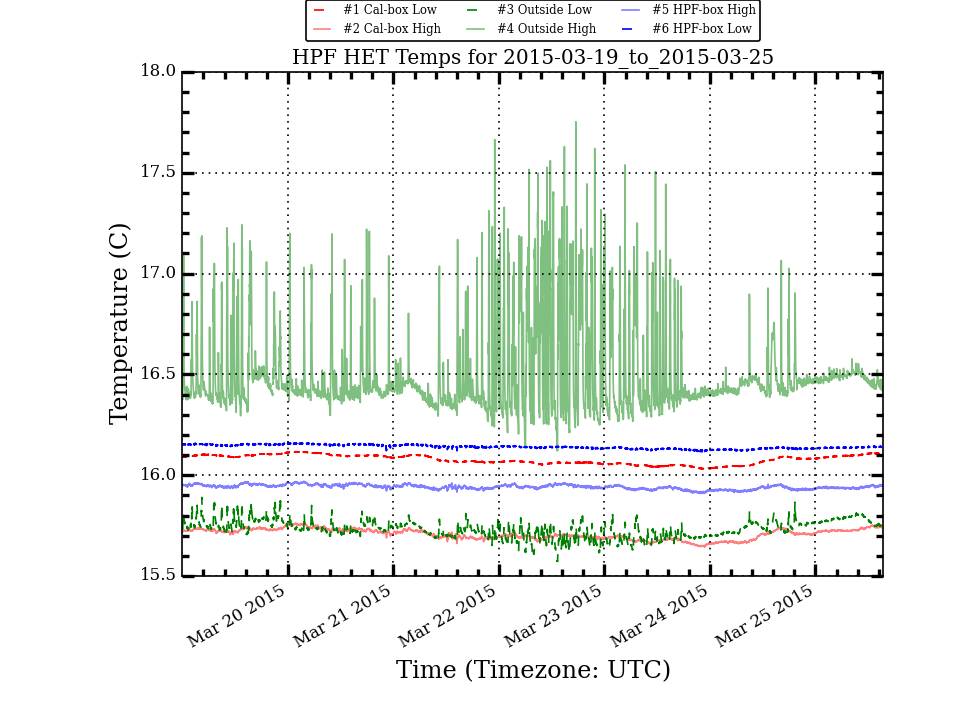 #1 Cal-box Low #3 Outside Low #5 HPF-box High
#2 Cal-box High #4 Outside High #6 HPF-box Low
HPF HET Temps for 2015-03-19_to_2015-03-25
18.0
17.5
17.0
16.5
16.0
15.5
Temperature (C)
Mar 20 2015 Mar 21 2015 Mar 22 2015 Mar 23 2015 Mar 24 2015 Mar 25 2015
Time (Timezone: UTC)